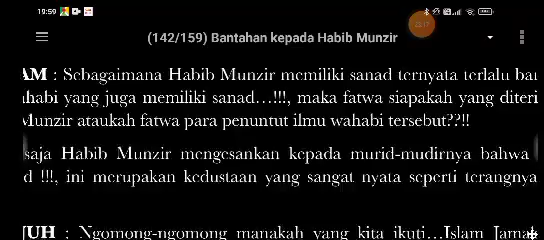 19:59
22:17
(142/159) Bantahan kepada Habib Munzir
AM : Sebagaimana Habib Munzir memiliki sanad ternyata terlalu ban
habi yang juga memiliki sanad…!!!, maka fatwa siapakah yang diteri
Munzir ataukah fatwa para penuntut ilmu wahabi tersebut??!!
saja Habib Munzir mengesankan kepada murid-mudirnya bahwa
d !!!, ini merupakan kedustaan yang sangat nyata seperti terangnya
UH : Ngomong-ngomong manakah yang kita ikuti…Islam Jama